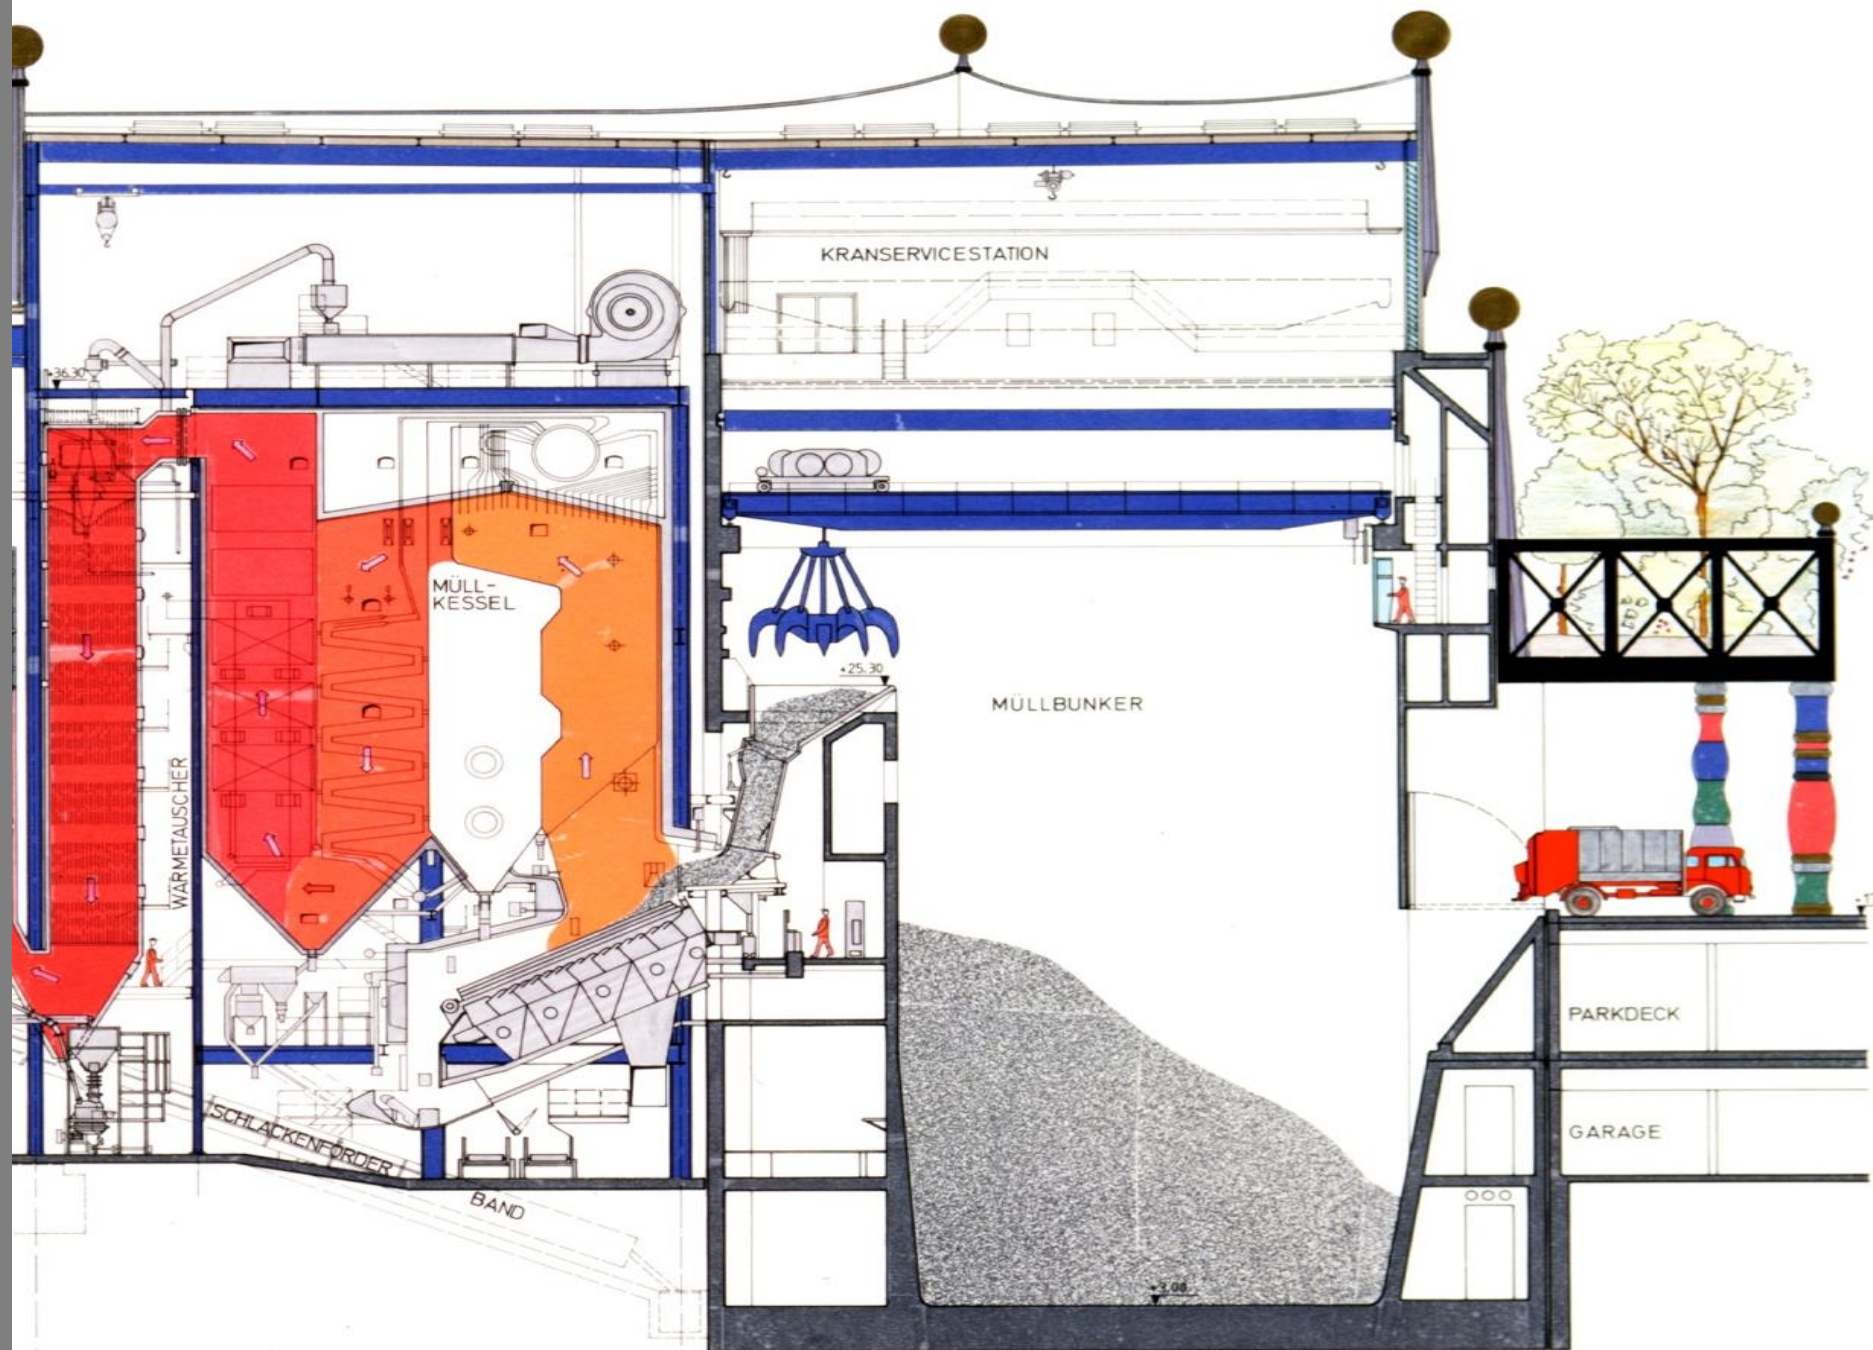 KRANSERVICESTATION
+36.30
MÜLL-
KESSEL
+25.30
MÜLLBUNKER
WÄRMETAUSCHER
PARKDECK
SCHLACKENFÖRDER
GARAGE
BAND